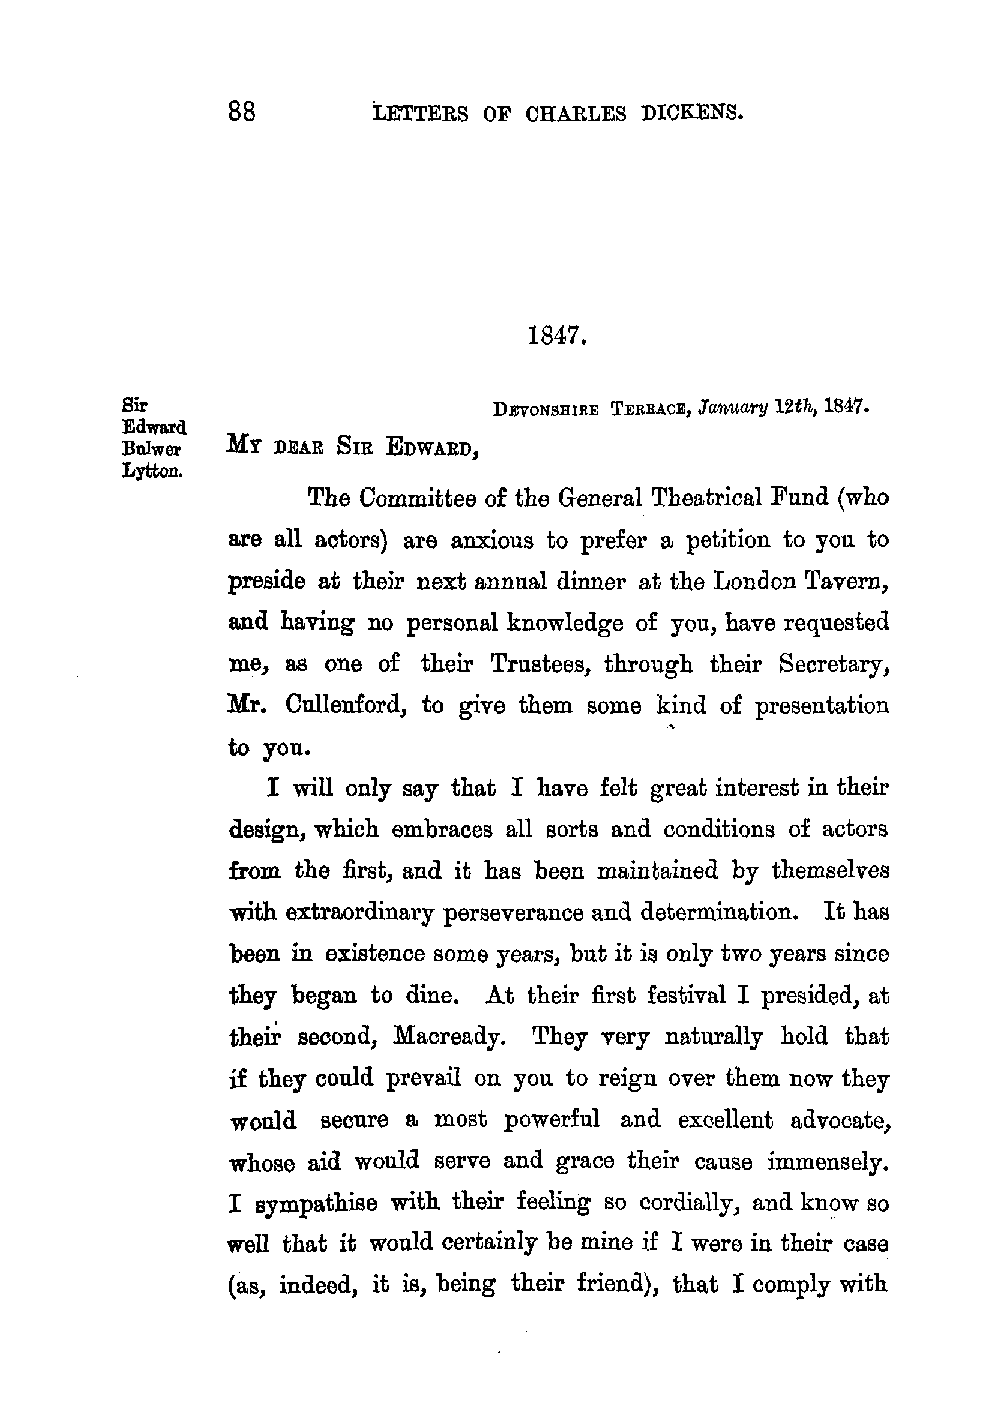 88 LETTERS OF CHARLES DICKENS.
1847.
Sir
Edward
Bulwer
Lytton.
DEVONSHIRE TERRACE, January 12th, 1847.
MY DEAR SIR EDWARD,
The Committee of the General Theatrical Fund (who
are all actors) are anxious to prefer a petition to you to
preside at their next annual dinner at the London Tavern,
and having no personal knowledge of you, have requested
me, as one of their Trustees, through their Secretary,
Mr. Cullenford, to give them some kind of presentation
to you.
I will only say that I have felt great interest in their
design, which embraces all sorts and conditions of actors
from the first, and it has been maintained by themselves
with extraordinary perseverance and determination. It has
been in existence some years, but it is only two years since
they began to dine. At their first festival I presided, at
their second, Macready. They very naturally hold that
if they could prevail on you to reign over them now they
would secure a most powerful and excellent advocate,
whose aid would serve and grace their cause immensely.
I sympathise with their feeling so cordially, and know so
well that it would certainly be mine if I were in their case
(as, indeed, it is, being their friend), that I comply with